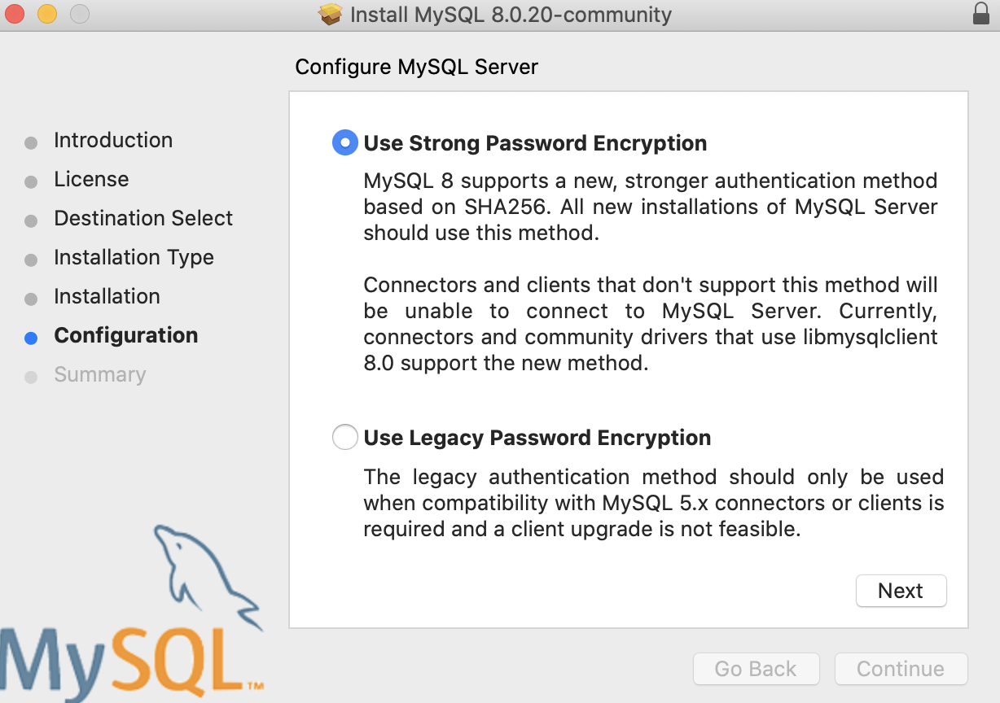 Install MySQL 8.0.20-community
Configure MySQL Server
Introduction
License
Destination Select
Installation Type
Installation
Configuration
Summary
Use Strong Password Encryption
MySQL 8 supports a new, stronger authentication method
based on SHA256. All new installations of MySQL Server
should use this method.
Connectors and clients that don't support this method will
be unable to connect to MySQL Server. Currently,
connectors and community drivers that use libmysqlclient
8.0 support the new method.
Use Legacy Password Encryption
The legacy authentication method should only be used
when compatibility with MySQL 5.x connectors or clients is
required and a client upgrade is not feasible.
Next
MySQL™
Go Back
Continue